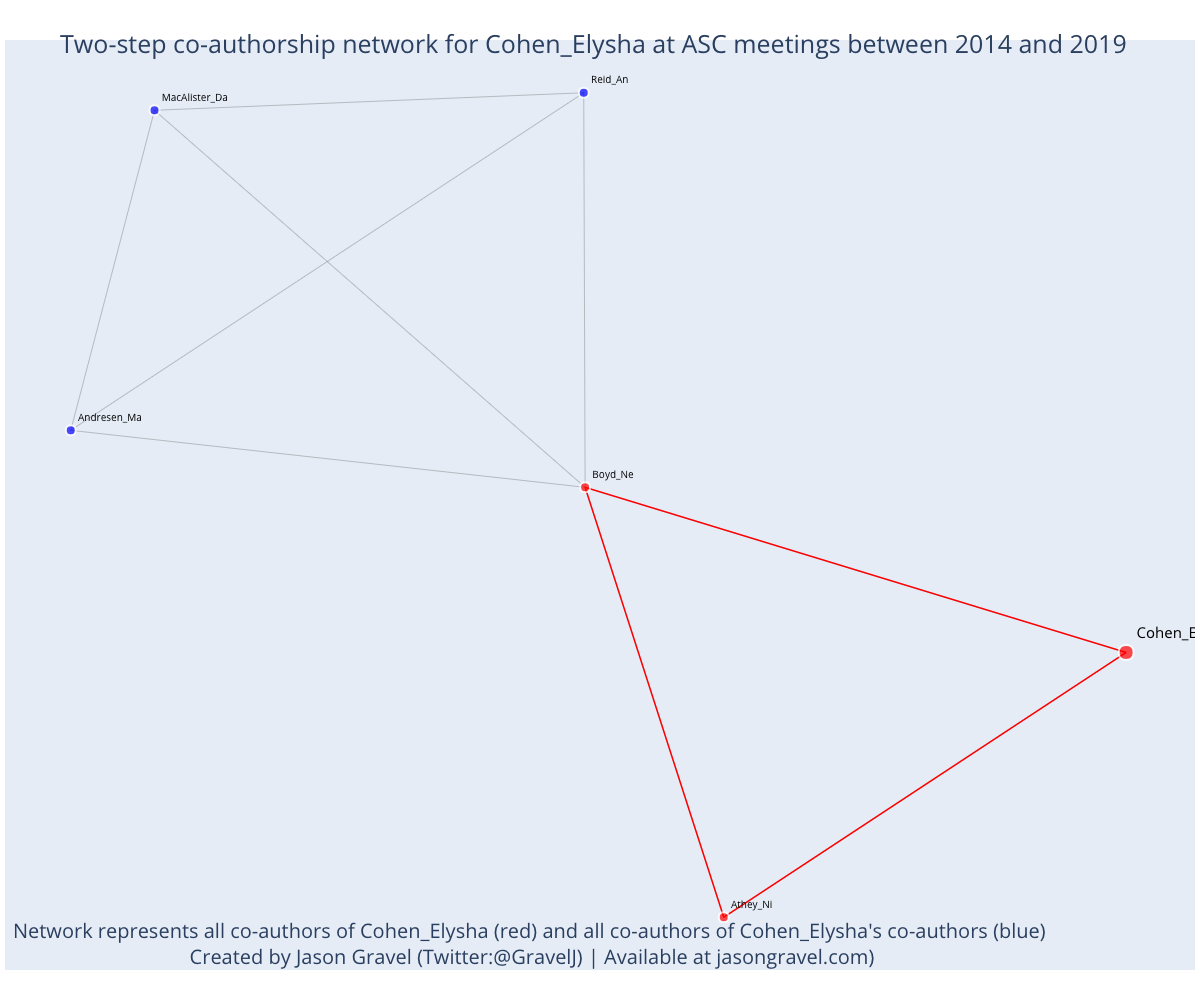 Two-step co-authorship network for Cohen_Elysha at ASC meetings between 2014 and 2019
Reid_An
MacAlister_Da
Andresen_Ma
Boyd_Ne
Cohen_E
Athey_Ni
Network represents all co-authors of Cohen_Elysha (red) and all co-authors of Cohen_Elysha's co-authors (blue)
Created by Jason Gravel (Twitter:@GravelJ) | Available at jasongravel.com)